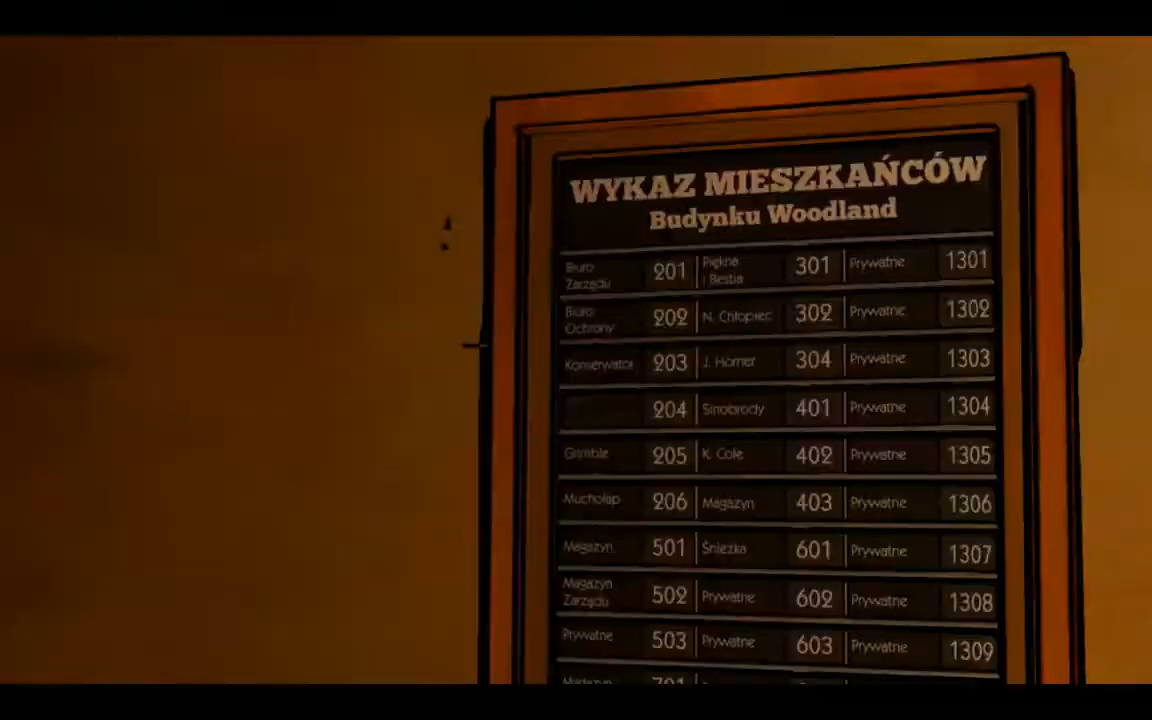 WYKAZ MIESZKAŃCÓW
Budynku Woodland
Biuro Zarządu 201 Piękna i Bestia 301 Prywatne 1301
Biuro Ochrony 202 N. Chłopiec 302 Prywatne 1302
Konserwator 203 J. Horner 304 Prywatne 1303
204 Sinobrody 401 Prywatne 1304
Grimble 205 K. Cole 402 Prywatne 1305
Muchołap 206 Magazyn 403 Prywatne 1306
Magazyn 501 Śnieżka 601 Prywatne 1307
Magazyn Zarządu 502 Prywatne 602 Prywatne 1308
Prywatne 503 Prywatne 603 Prywatne 1309
Magazyn 701